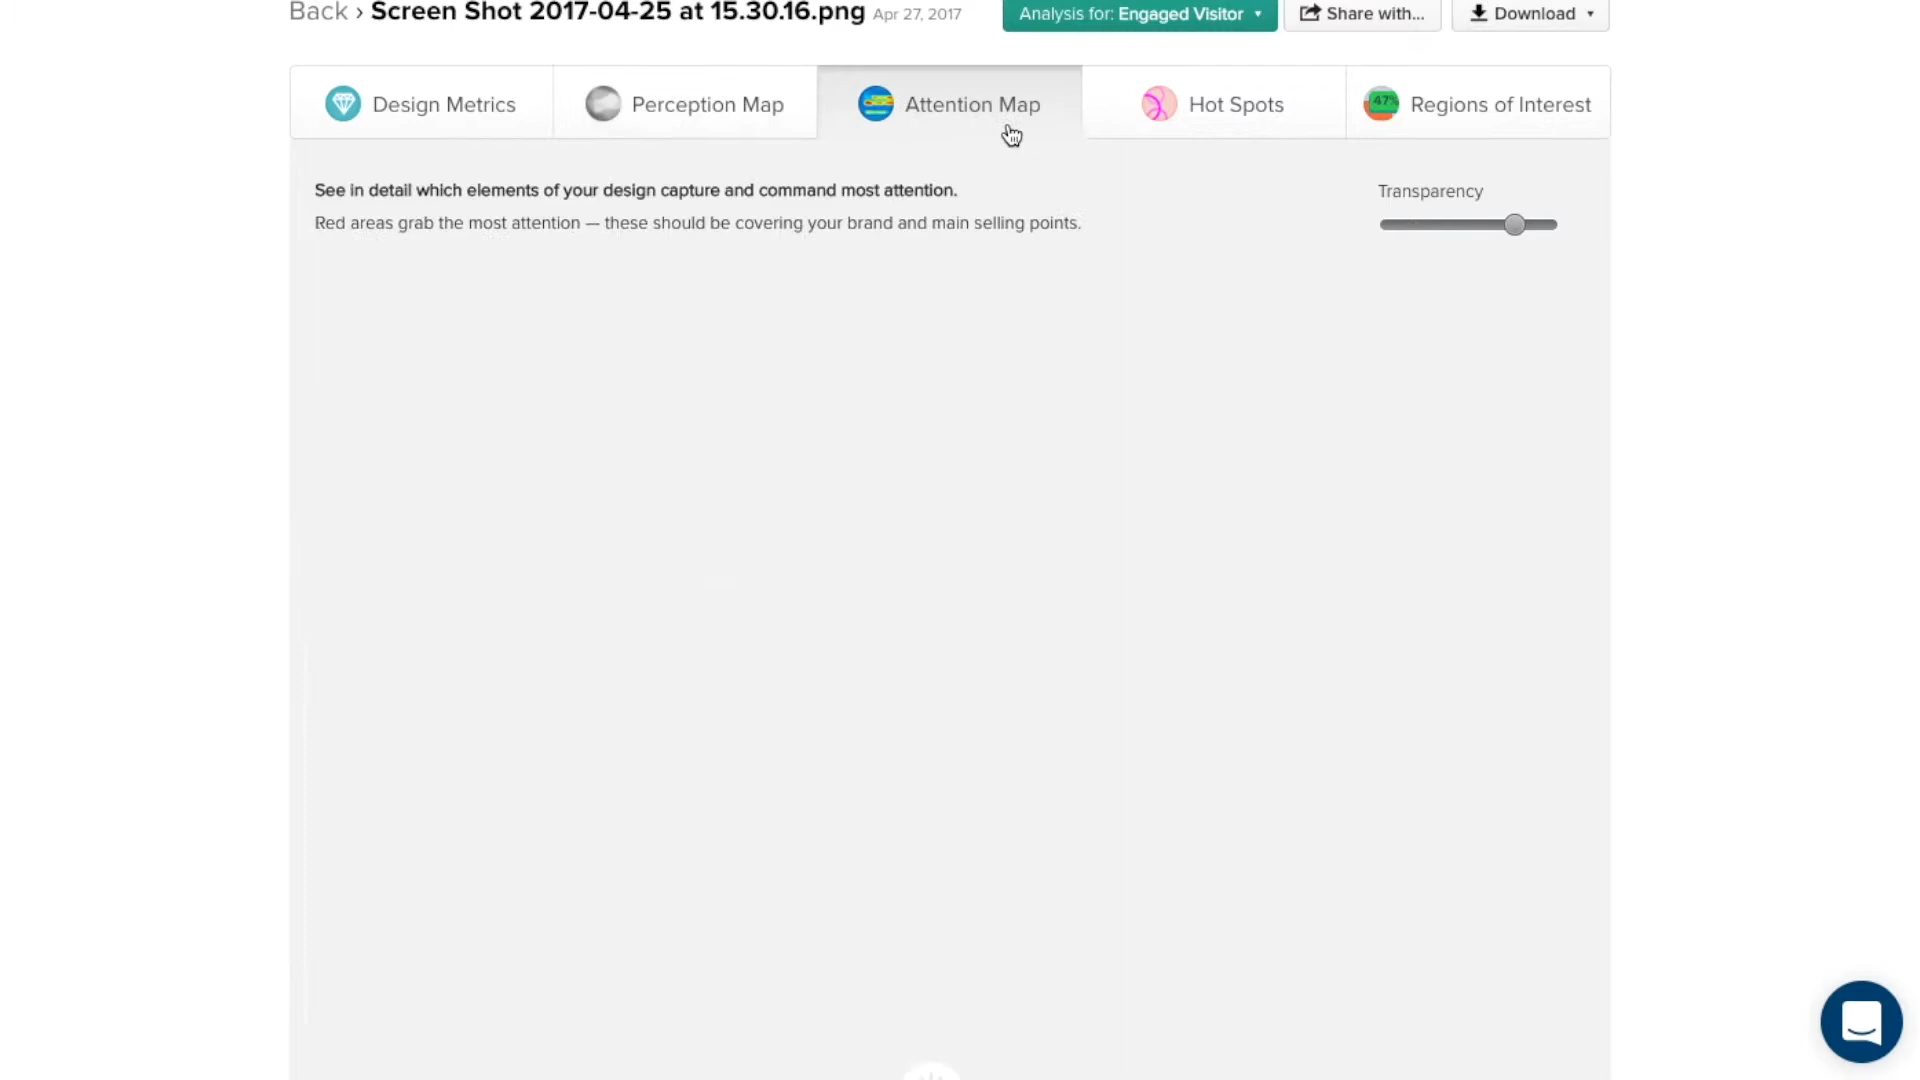 Back › Screen Shot 2017-04-25 at 15.30.16.png Apr 27, 2017 Analysis for: Engaged Visitor Share with... Download
Design Metrics Perception Map Attention Map Hot Spots 47% Regions of Interest
See in detail which elements of your design capture and command most attention. Transparency
Red areas grab the most attention — these should be covering your brand and main selling points.